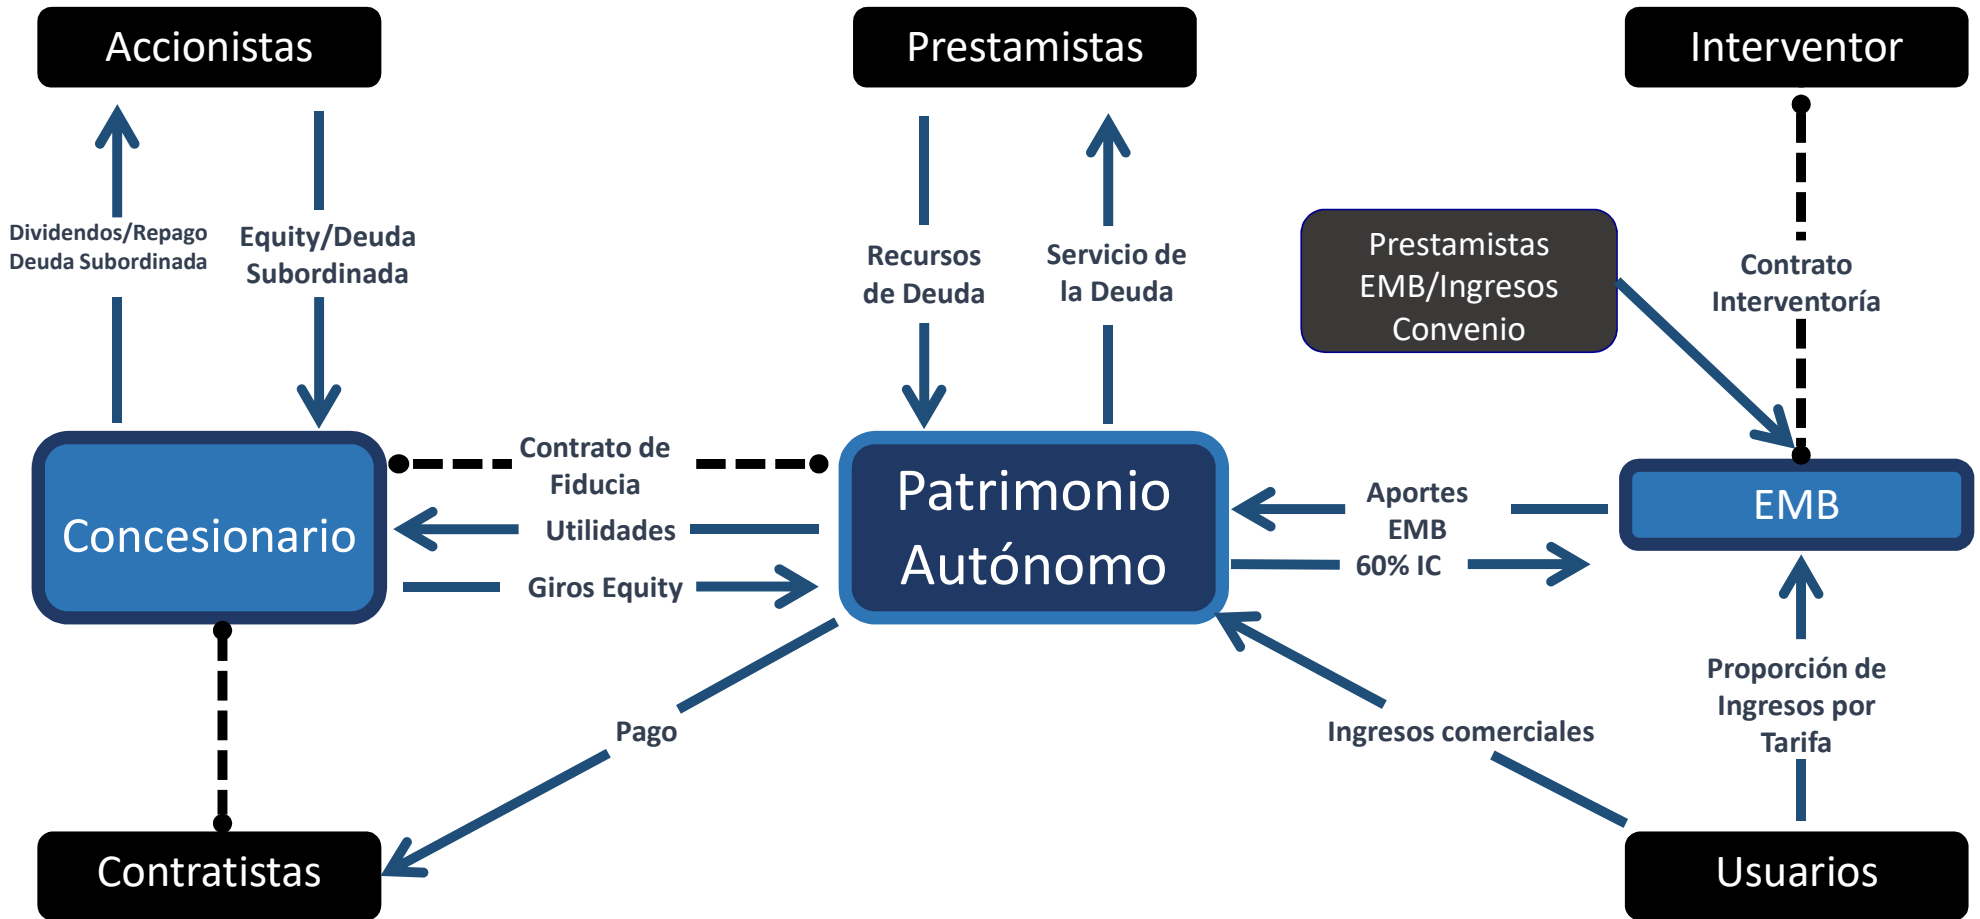 Accionistas
Prestamistas
Interventor
Dividendos/Repago
Deuda Subordinada
Equity/Deuda
Subordinada
Recursos
de Deuda
Servicio de
la Deuda
Prestamistas
EMB/Ingresos
Convenio
Contrato
Interventoría
Concesionario
Contrato de
Fiducia
Utilidades
Giros Equity
Patrimonio
Autónomo
Aportes
EMB
60% IC
EMB
Pago
Ingresos comerciales
Proporción de
Ingresos por
Tarifa
Contratistas
Usuarios